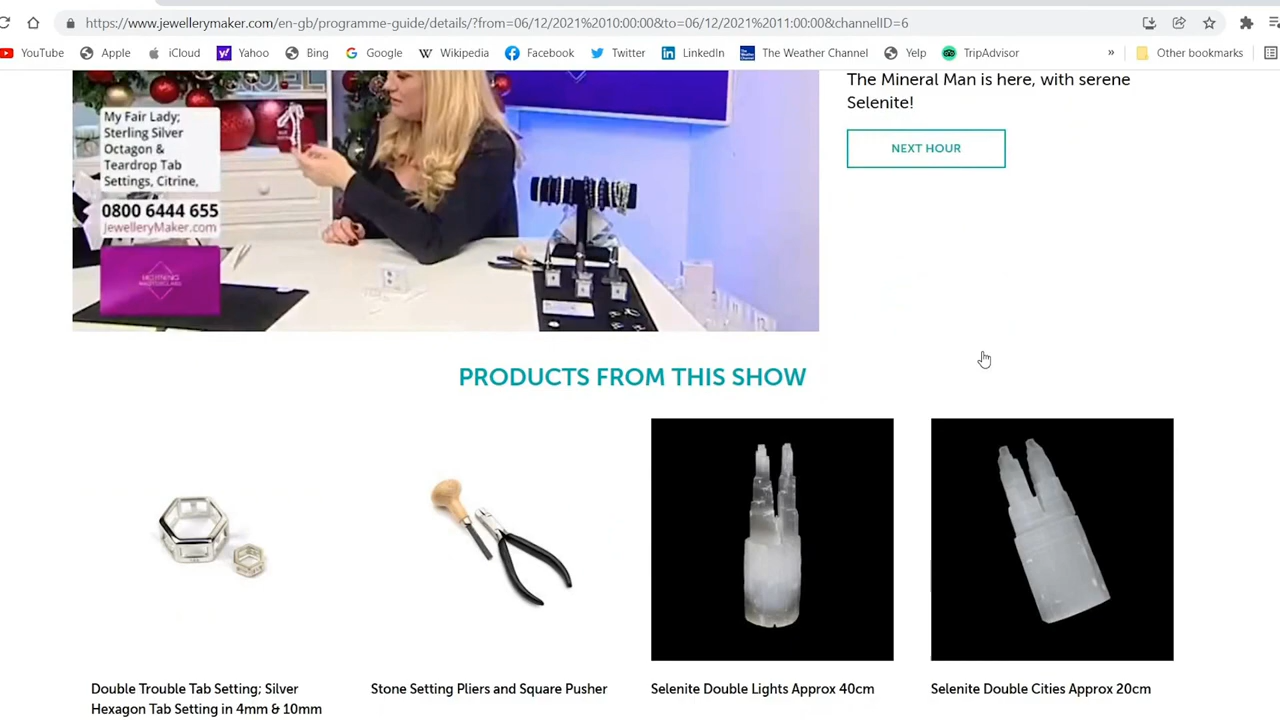 https://www.jewellerymaker.com/en-gb/programme-guide/details/?from=06/12/2021%2010:00:00&to=06/12/2021%2011:00:00&channelID=6
YouTube
Apple
iCloud
Yahoo
Bing
Google
Wikipedia
Facebook
Twitter
LinkedIn
The Weather Channel
Yelp
TripAdvisor
»
Other bookmarks
My Fair Lady;
Sterling Silver
Octagon &
Teardrop Tab
Settings, Citrine,
0800 6444 655
JewelleryMaker.com
MORNING
MASTERCLASS
The Mineral Man is here, with serene
Selenite!
NEXT HOUR
PRODUCTS FROM THIS SHOW
Double Trouble Tab Setting; Silver
Hexagon Tab Setting in 4mm & 10mm
Stone Setting Pliers and Square Pusher
Selenite Double Lights Approx 40cm
Selenite Double Cities Approx 20cm